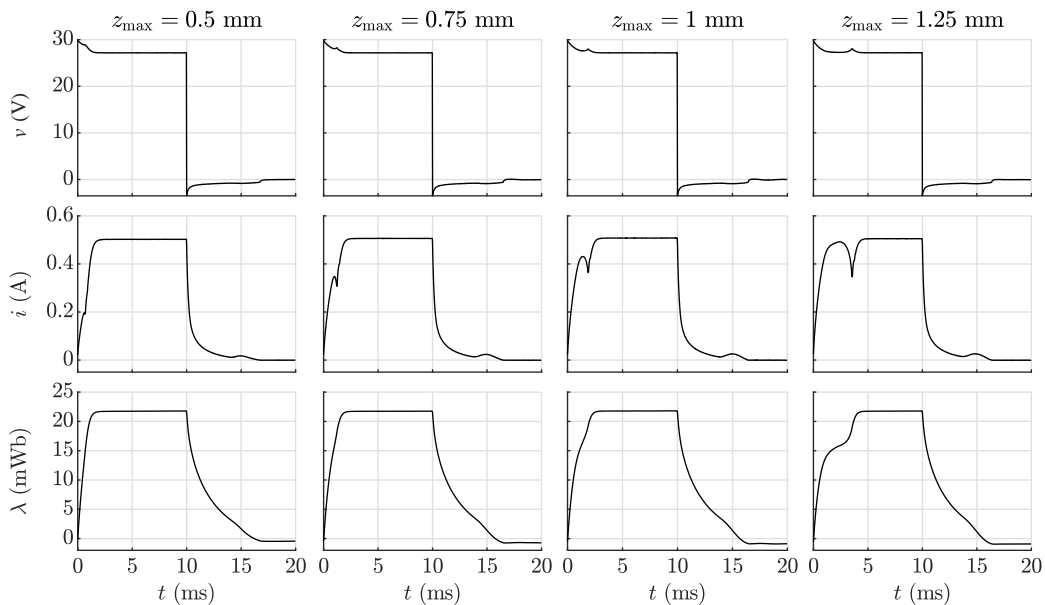 z_max = 0.5 mm z_max = 0.75 mm z_max = 1 mm z_max = 1.25 mm
30
20
10
0
v (V)
0.6
0.4
0.2
0
i (A)
25
20
15
10
5
0
λ (mWb)
0 5 10 15 20 0 5 10 15 20 0 5 10 15 20 0 5 10 15 20
t (ms) t (ms) t (ms) t (ms)